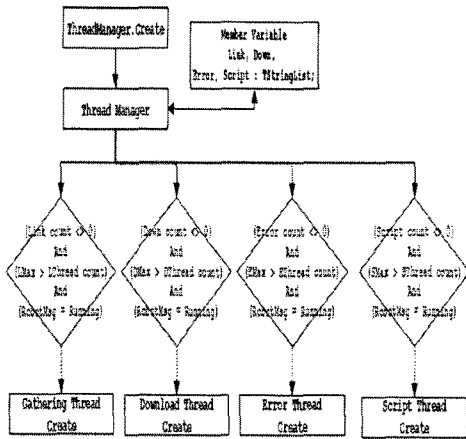 ThreadManager.Create
Member Variable
Link, Down,
Error, Script : TStringList;
Thread Manager
(Link count <> 0)
And
(LMax > LThread count)
And
(RobotMsg = Running)
(Down count <> 0)
And
(DMax > DThread count)
And
(RobotMsg = Running)
(Error count <> 0)
And
(EMax > EThread count)
And
(RobotMsg = Running)
(Script count <> 0)
And
(SMax > SThread count)
And
(RobotMsg = Running)
Gathering Thread
Create
Download Thread
Create
Error Thread
Create
Script Thread
Create